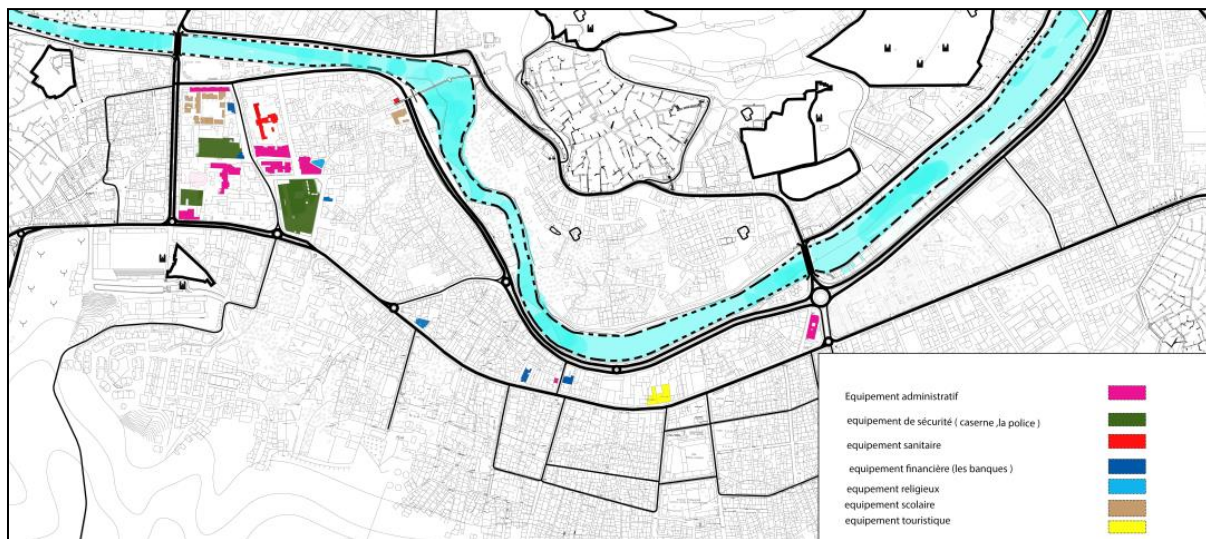 Equipement administratif
equipement de sécurité ( caserne ,la police )
equipement sanitaire
equipement financière (les banques )
equpement religieux
equipement scolaire
equipement touristique